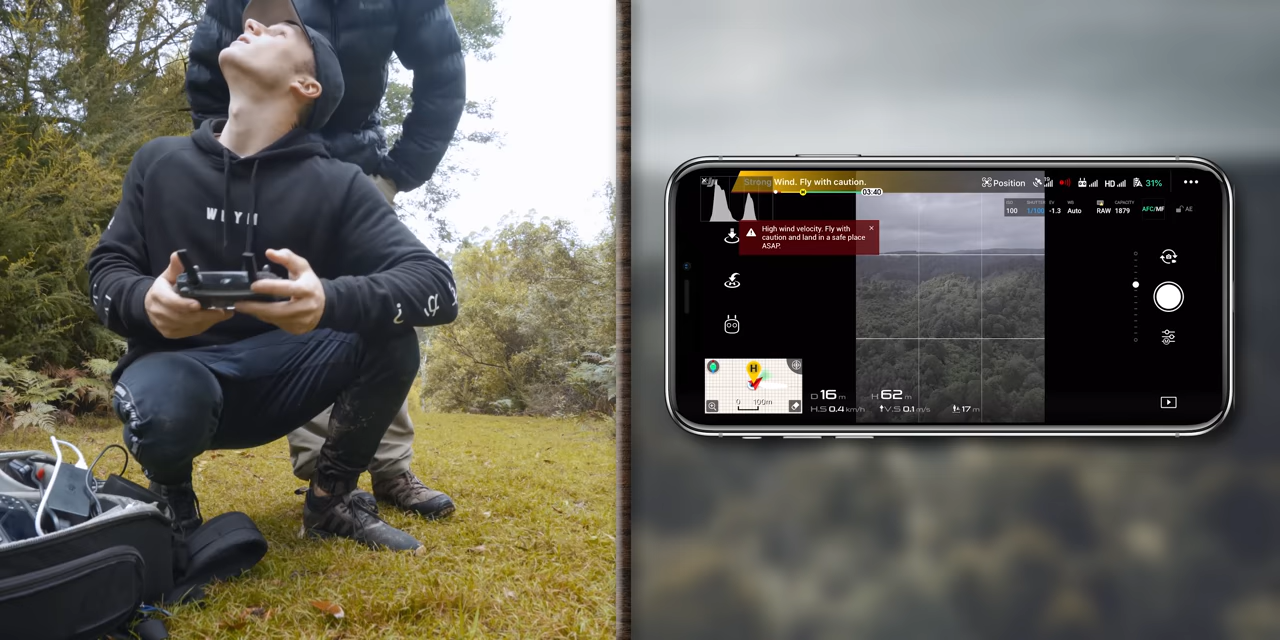 Strong Wind. Fly with caution.
Position
HD
31%
03:40
ISO SHUTTER EV WB CAPACITY
100 1/100 -1.3 Auto RAW 1879
AFC/MF
AE
High wind velocity. Fly with
caution and land in a safe place
ASAP.
H
0 100m
D 16 m
H 62 m
H.S 0.4 km/h
V.S 0.1 m/s
17 m